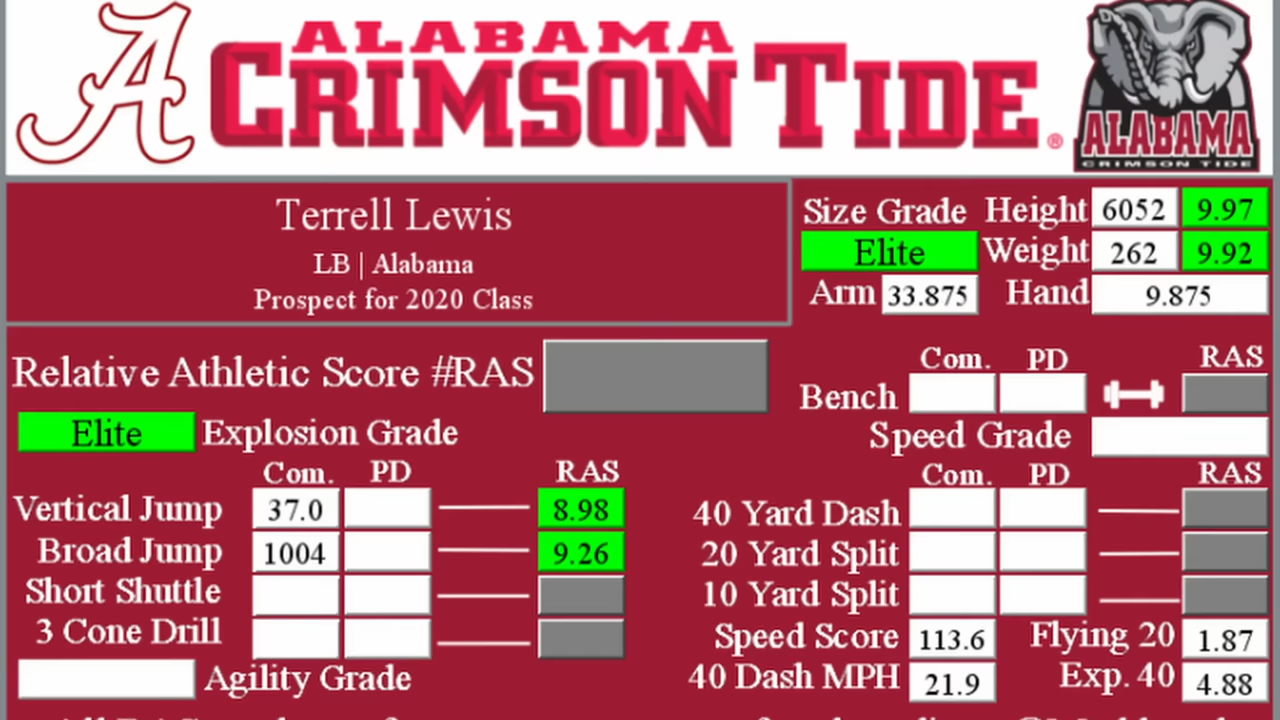 ALABAMA
CRIMSON TIDE®
ALABAMA
CRIMSON TIDE
Terrell Lewis
LB | Alabama
Prospect for 2020 Class
Size Grade Height 6052 9.97
Elite Weight 262 9.92
Arm 33.875 Hand 9.875
Relative Athletic Score #RAS
Elite Explosion Grade
Com. PD RAS
Vertical Jump 37.0 8.98
Broad Jump 1004 9.26
Short Shuttle
3 Cone Drill
Agility Grade
Com. PD RAS
Bench
Speed Grade
Com. PD RAS
40 Yard Dash
20 Yard Split
10 Yard Split
Speed Score 113.6 Flying 20 1.87
40 Dash MPH 21.9 Exp. 40 4.88